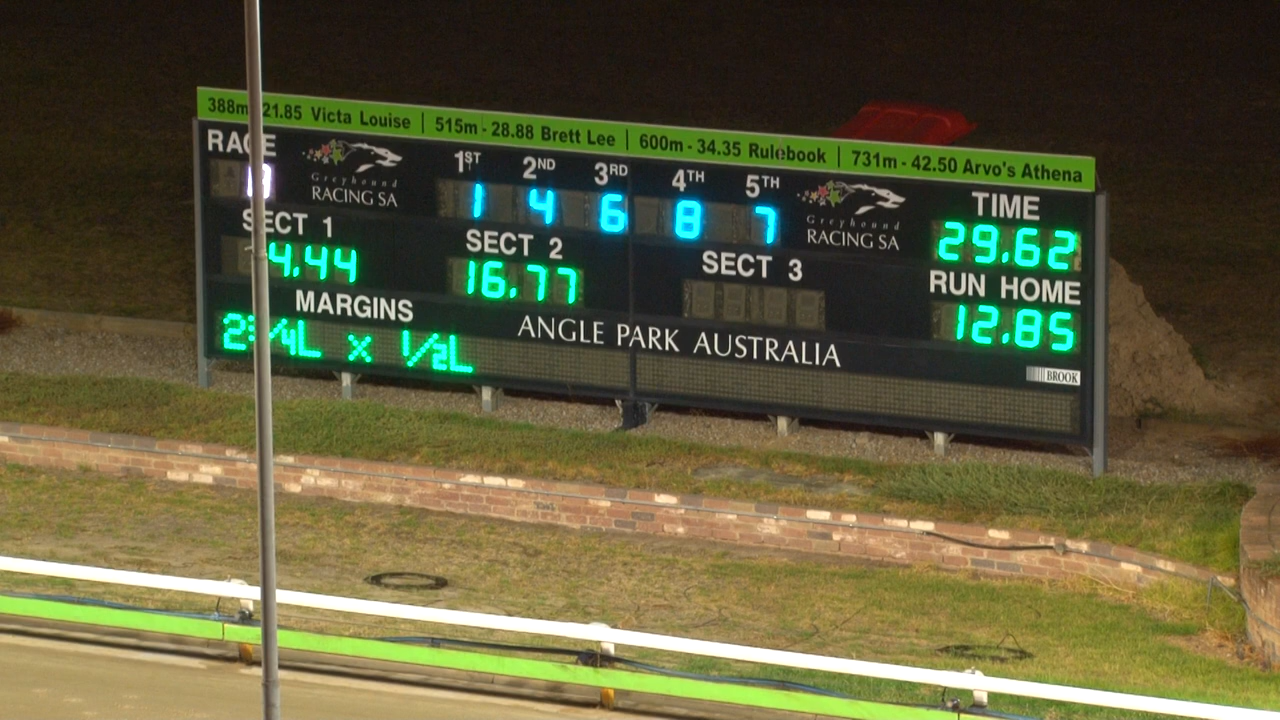 388m 21.85 Victa Louise | 515m - 28.88 Brett Lee | 600m - 34.35 Rulebook | 731m - 42.50 Arvo's Athena
RACE
Greyhound
RACING SA
1ST 2ND 3RD 4TH 5TH
1 4 6 8 7
Greyhound
RACING SA
TIME
29.62
SECT 1
4.44
SECT 2
16.77
SECT 3
RUN HOME
12.85
MARGINS
2 3/4L x 1/2L
ANGLE PARK AUSTRALIA
BROOK